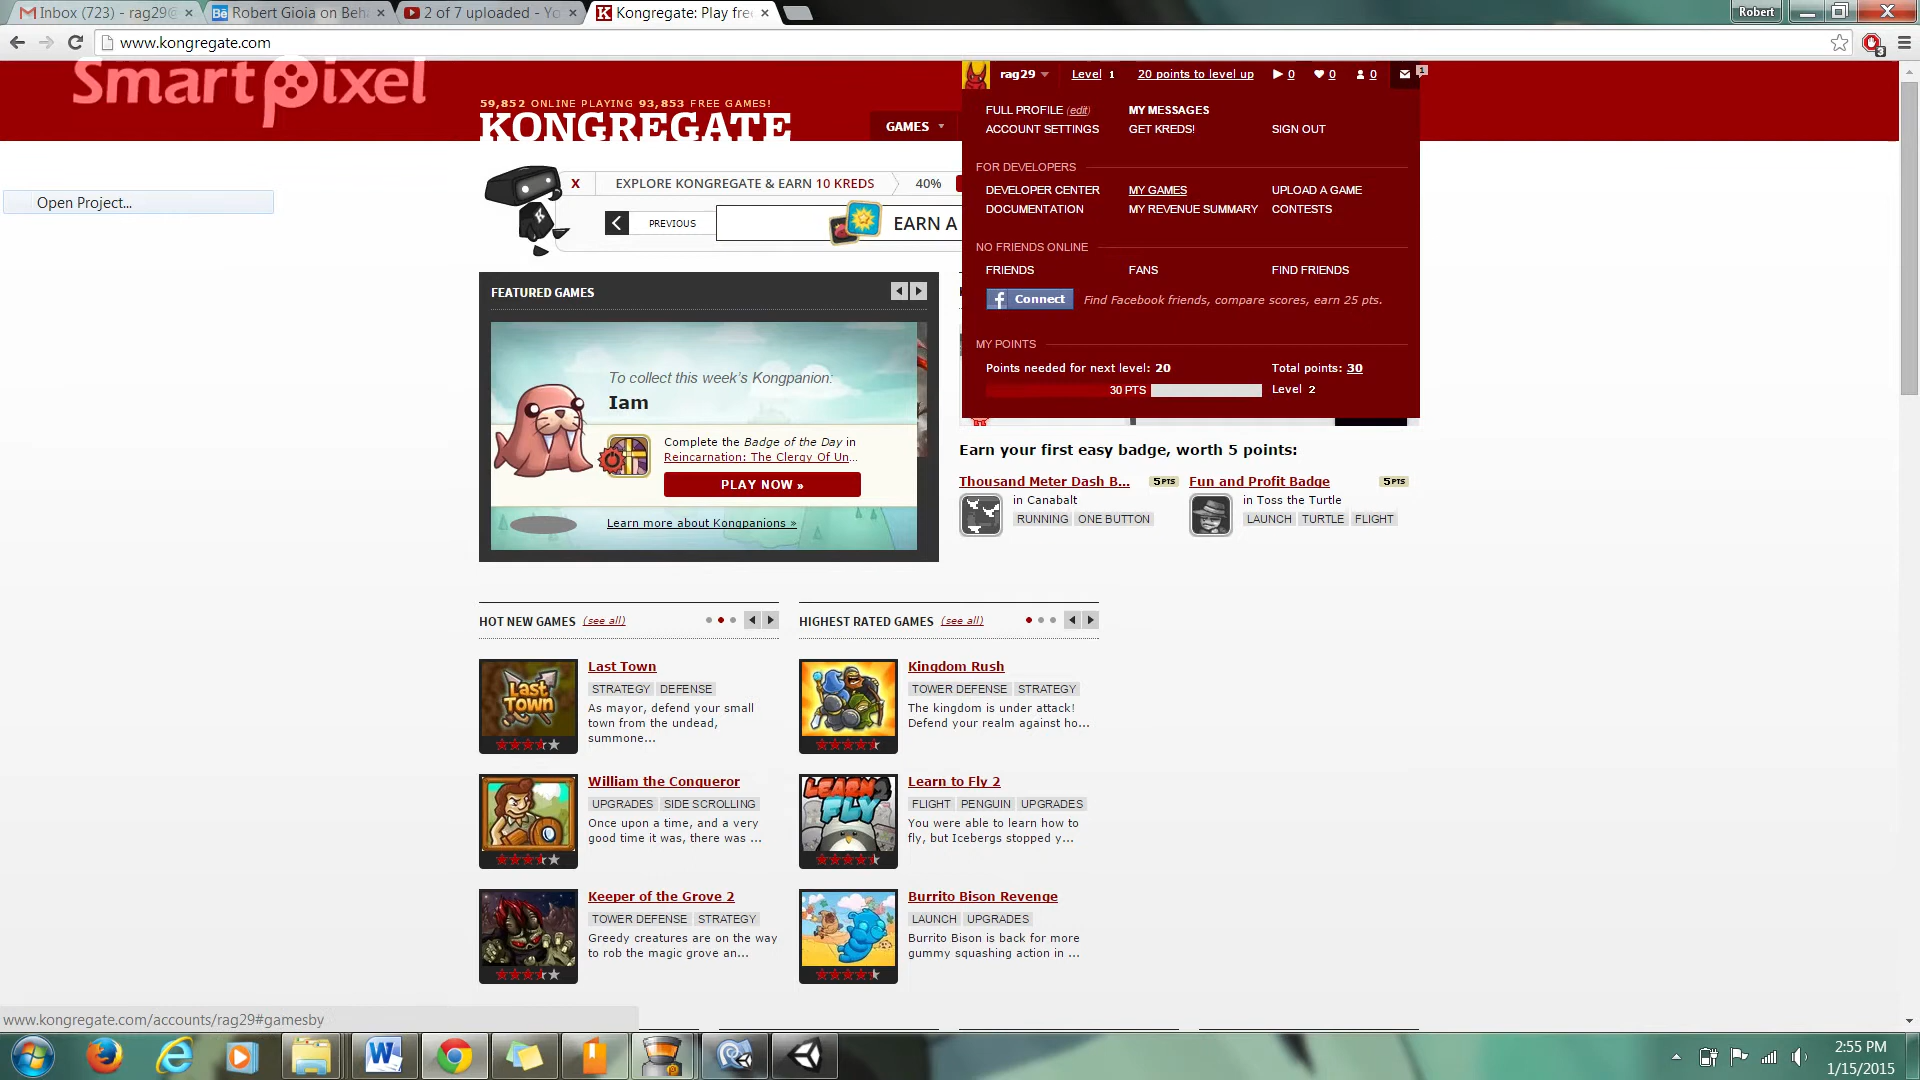 Inbox (723) - rag29@
Robert Gioia on Beha
2 of 7 uploaded - Yo
Kongregate: Play free
Robert
www.kongregate.com
3
Smartpixel
rag29
Level 1
20 points to level up
0
0
0
1
59,852 ONLINE PLAYING 93,853 FREE GAMES!
KONGREGATE
GAMES
FULL PROFILE (edit)
MY MESSAGES
ACCOUNT SETTINGS
GET KREDS!
SIGN OUT
FOR DEVELOPERS
DEVELOPER CENTER
MY GAMES
UPLOAD A GAME
DOCUMENTATION
MY REVENUE SUMMARY
CONTESTS
NO FRIENDS ONLINE
FRIENDS
FANS
FIND FRIENDS
Connect
Find Facebook friends, compare scores, earn 25 pts.
MY POINTS
Points needed for next level: 20
Total points: 30
30 PTS
Level 2
Open Project...
X
EXPLORE KONGREGATE & EARN 10 KREDS
40%
PREVIOUS
EARN A
FEATURED GAMES
To collect this week's Kongpanion:
Iam
Complete the Badge of the Day in
Reincarnation: The Clergy Of Un...
PLAY NOW »
Learn more about Kongpanions »
Earn your first easy badge, worth 5 points:
Thousand Meter Dash B...
5 PTS
in Canabalt
RUNNING
ONE BUTTON
Fun and Profit Badge
5 PTS
in Toss the Turtle
LAUNCH
TURTLE
FLIGHT
HOT NEW GAMES (see all)
Last Town
Last Town
STRATEGY
DEFENSE
As mayor, defend your small
town from the undead,
summone...
William the Conqueror
UPGRADES
SIDE SCROLLING
Once upon a time, and a very
good time it was, there was ...
Keeper of the Grove 2
TOWER DEFENSE
STRATEGY
Greedy creatures are on the way
to rob the magic grove an...
HIGHEST RATED GAMES (see all)
Kingdom Rush
TOWER DEFENSE
STRATEGY
The kingdom is under attack!
Defend your realm against ho...
LEARN 2 FLY
Learn to Fly 2
FLIGHT
PENGUIN
UPGRADES
You were able to learn how to
fly, but Icebergs stopped y...
Burrito Bison Revenge
LAUNCH
UPGRADES
Burrito Bison is back for more
gummy squashing action in ...
www.kongregate.com/accounts/rag29#gamesby
2:55 PM
1/15/2015